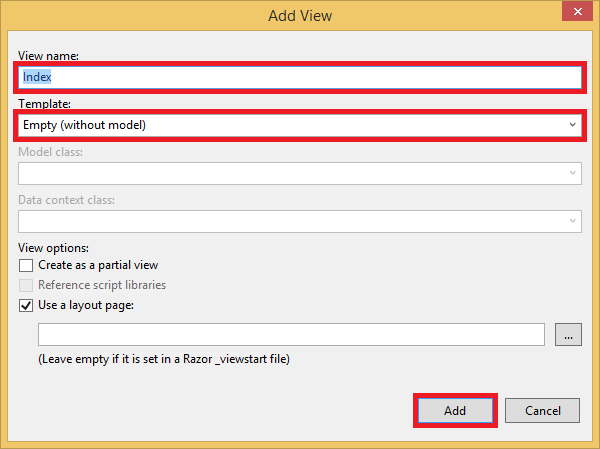 Add View
View name:
Index
Template:
Empty (without model)
Model class:
Data context class:
View options:
Create as a partial view
Reference script libraries
Use a layout page:
...
(Leave empty if it is set in a Razor _viewstart file)
Add Cancel